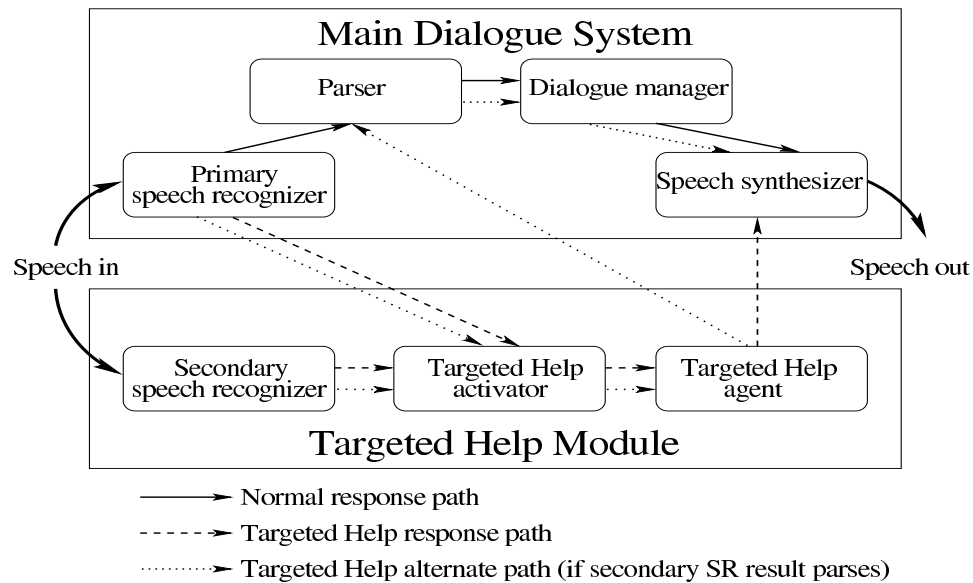 Main Dialogue System
Parser
Dialogue manager
Primary
speech recognizer
Speech synthesizer
Speech in
Speech out
Secondary
speech recognizer
Targeted Help
activator
Targeted Help
agent
Targeted Help Module
Normal response path
Targeted Help response path
Targeted Help alternate path (if secondary SR result parses)